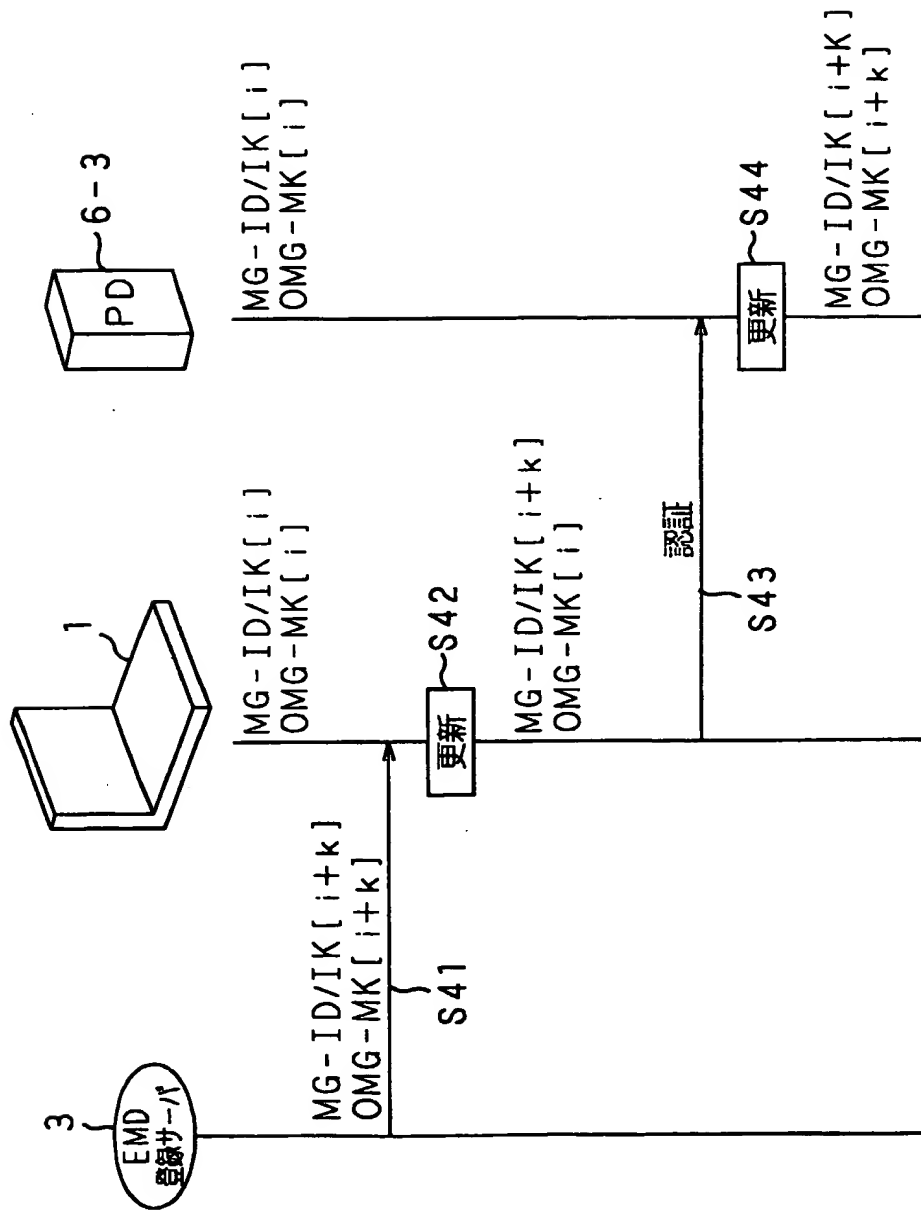 3
EMD
登録サーバ
1
PD
6-3
MG-ID/IK[i]
OMG-MK[i]
MG-ID/IK[i]
OMG-MK[i]
MG-ID/IK[i+k]
OMG-MK[i+k]
S41
更新
S42
MG-ID/IK[i+k]
OMG-MK[i]
認証
S43
更新
S44
MG-ID/IK[i+K]
OMG-MK[i+k]